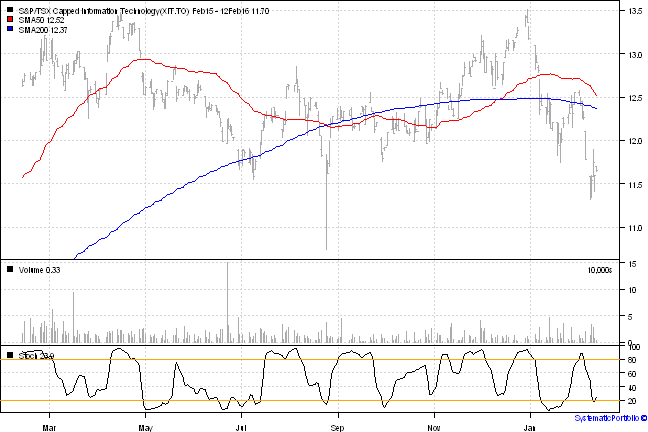 S&P/TSX Capped Information Technology(XIT.TO) Feb15 - 12Feb16 11.70
SMA50 12.52
SMA200 12.37
13.5
13.0
12.5
12.0
11.5
11.0
Volume 0.33
10,000s
15
10
5
0
100
80
60
40
20
Mar
May
Jul
Sep
Nov
Jan
SystematicPortfolio ©